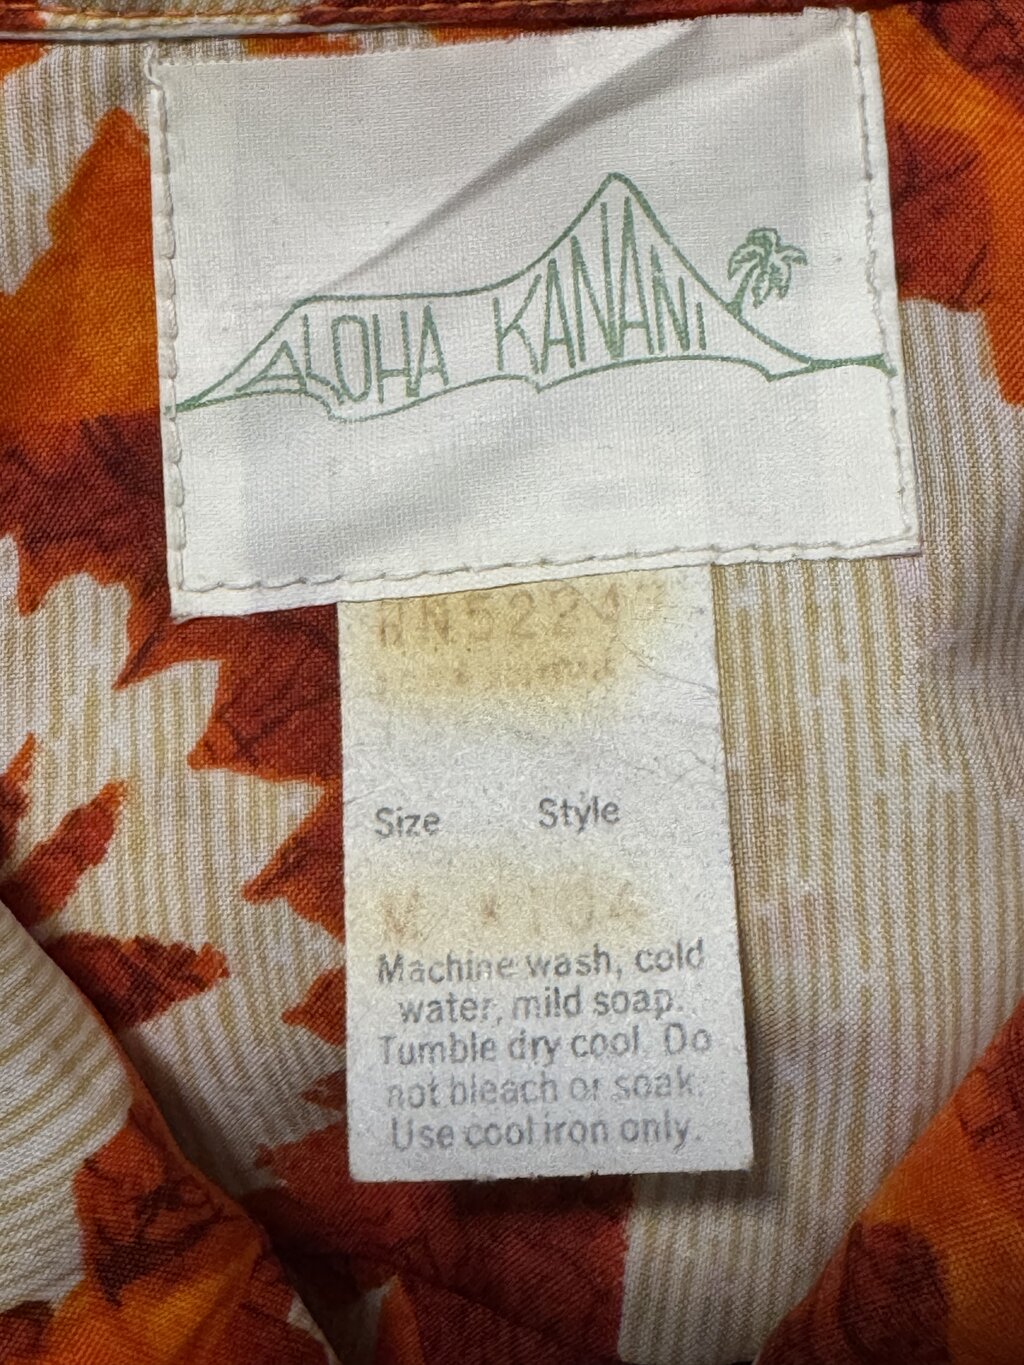 ALOHA KANANI
Size Style
M
Machine wash, cold
water, mild soap.
Tumble dry cool. Do
not bleach or soak.
Use cool iron only.